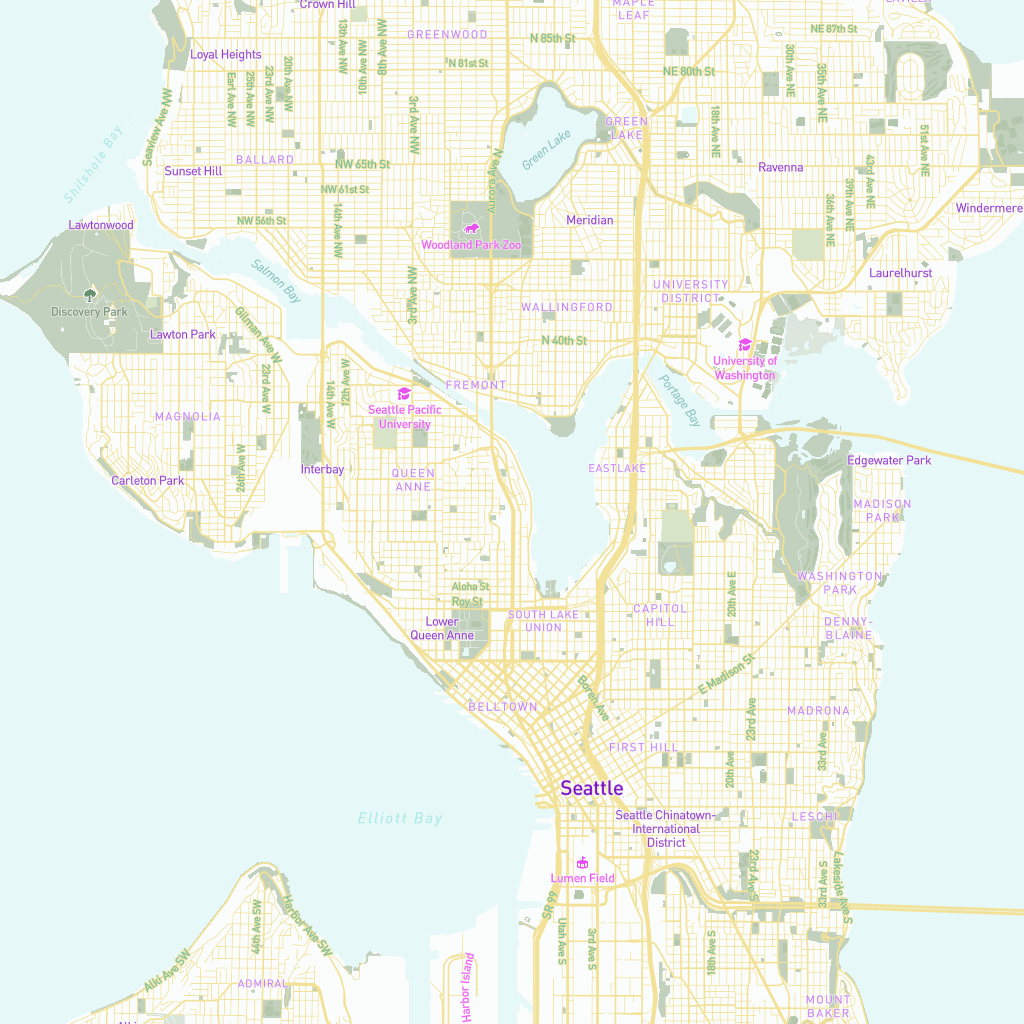 Crown Hill
MAPLE
LEAF
13th Ave NW
8th Ave NW
GREENWOOD
N 85th St
NE 87th St
Loyal Heights
10th Ave NW
N 81st St
NE 80th St
20th Ave NW
23rd Ave NW
25th Ave NW
Earl Ave NW
30th Ave NE
35th Ave NE
3rd Ave NW
Seaview Ave NW
Shilshole Bay
Green Lake
GREEN
LAKE
18th Ave NE
51st Ave NE
BALLARD
NW 65th St
Aurora Ave N
Ravenna
43rd Ave NE
Sunset Hill
NW 61st St
39th Ave NE
36th Ave NE
Windermere
Lawtonwood
NW 56th St
14th Ave NW
Meridian
Woodland Park Zoo
Salmon Bay
3rd Ave NW
Laurelhurst
UNIVERSITY
DISTRICT
WALLINGFORD
Discovery Park
Lawton Park
Gilman Ave W
N 40th St
University of
Washington
23rd Ave W
14th Ave W
12th Ave W
FREMONT
Portage Bay
MAGNOLIA
Seattle Pacific
University
26th Ave W
Interbay
EASTLAKE
Edgewater Park
Carleton Park
QUEEN
ANNE
MADISON
PARK
Aloha St
Roy St
20th Ave E
WASHINGTON
PARK
Lower
Queen Anne
SOUTH LAKE
UNION
CAPITOL
HILL
DENNY-
BLAINE
E Madison St
Boren Ave
BELLTOWN
23rd Ave
MADRONA
FIRST HILL
33rd Ave
20th Ave
Seattle
Elliott Bay
Seattle Chinatown-
International
District
LESCHI
Lumen Field
23rd Ave S
33rd Ave S
Lakeside Ave S
SR 99
Utah Ave S
3rd Ave S
18th Ave S
44th Ave SW
Harbor Ave SW
Alki Ave SW
Harbor Island
ADMIRAL
MOUNT
BAKER